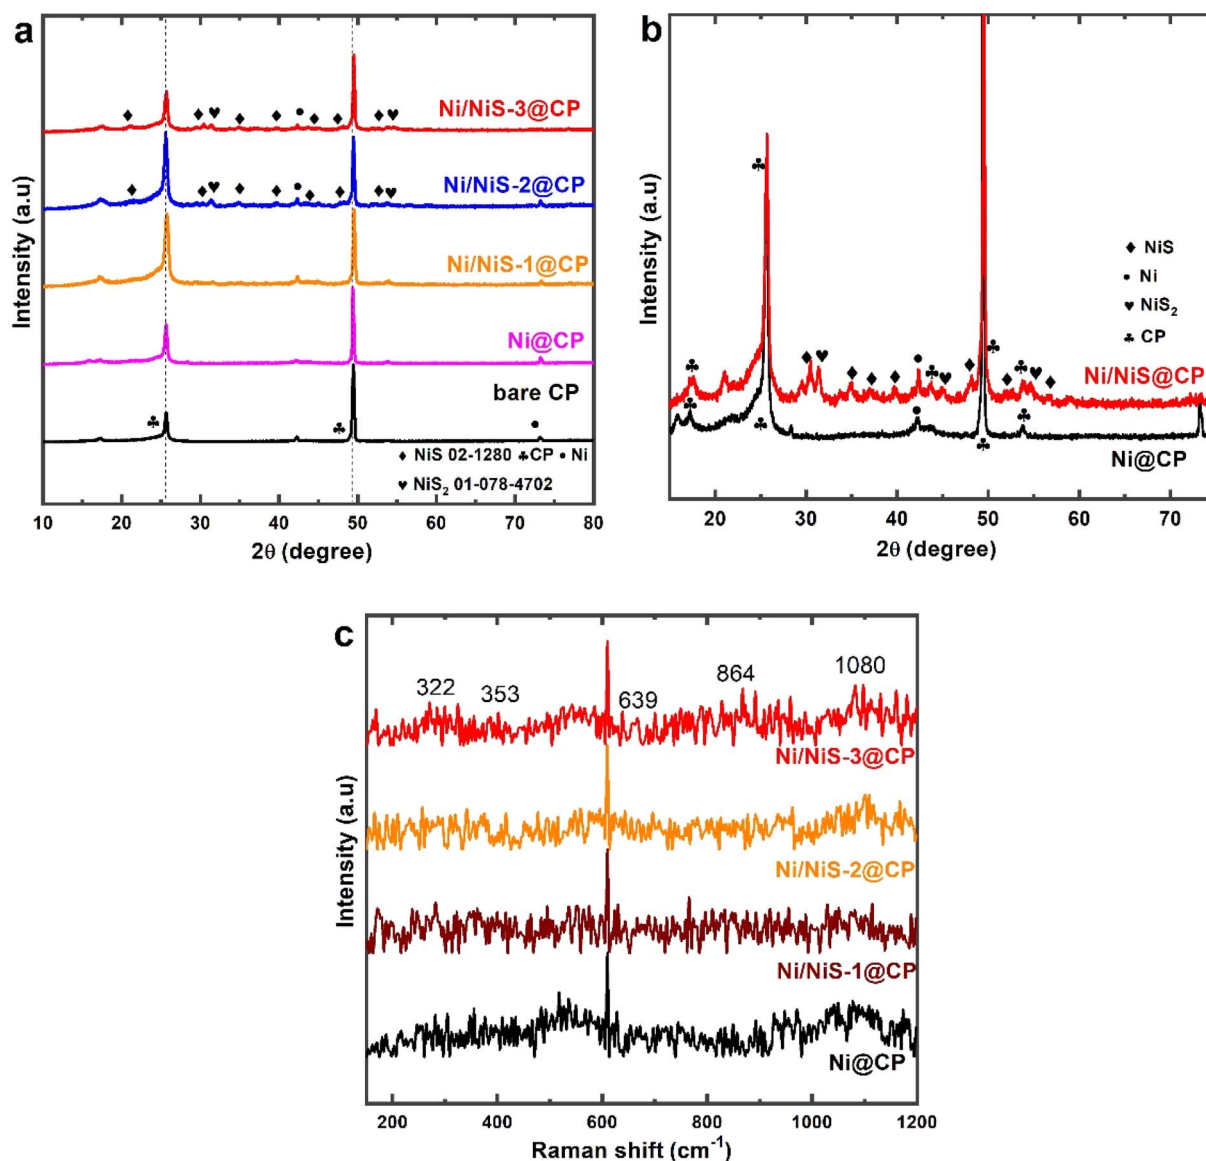 a
Ni/NiS-3@CP
Ni/NiS-2@CP
Ni/NiS-1@CP
Ni@CP
bare CP
♦ NiS 02-1280 ♣CP • Ni
♥ NiS₂ 01-078-4702
10 20 30 40 50 60 70 80
2θ (degree)
Intensity (a.u)
b
♦ NiS
• Ni
♥ NiS₂
♣ CP
Ni/NiS@CP
Ni@CP
20 30 40 50 60 70
2θ (degree)
Intensity (a.u)
c
322 353 639 864 1080
Ni/NiS-3@CP
Ni/NiS-2@CP
Ni/NiS-1@CP
Ni@CP
200 400 600 800 1000 1200
Raman shift (cm⁻¹)
Intensity (a.u)